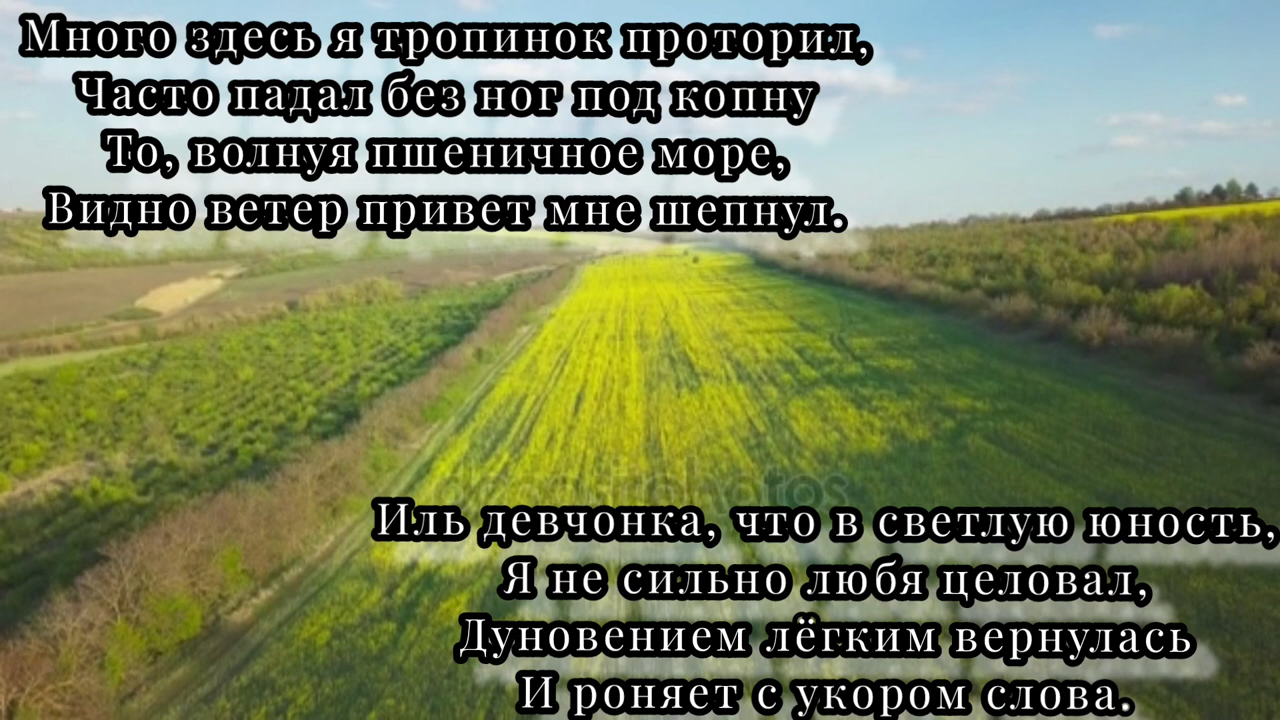 Много здесь я тропинок проторил,
Часто падал без ног под копну
То, волнуя пшеничное море,
Видно ветер привет мне шепнул.
depositphotos
Иль девчонка, что в светлую юность,
Я не сильно любя целовал,
Дуновением лёгким вернулась
И роняет с укором слова.